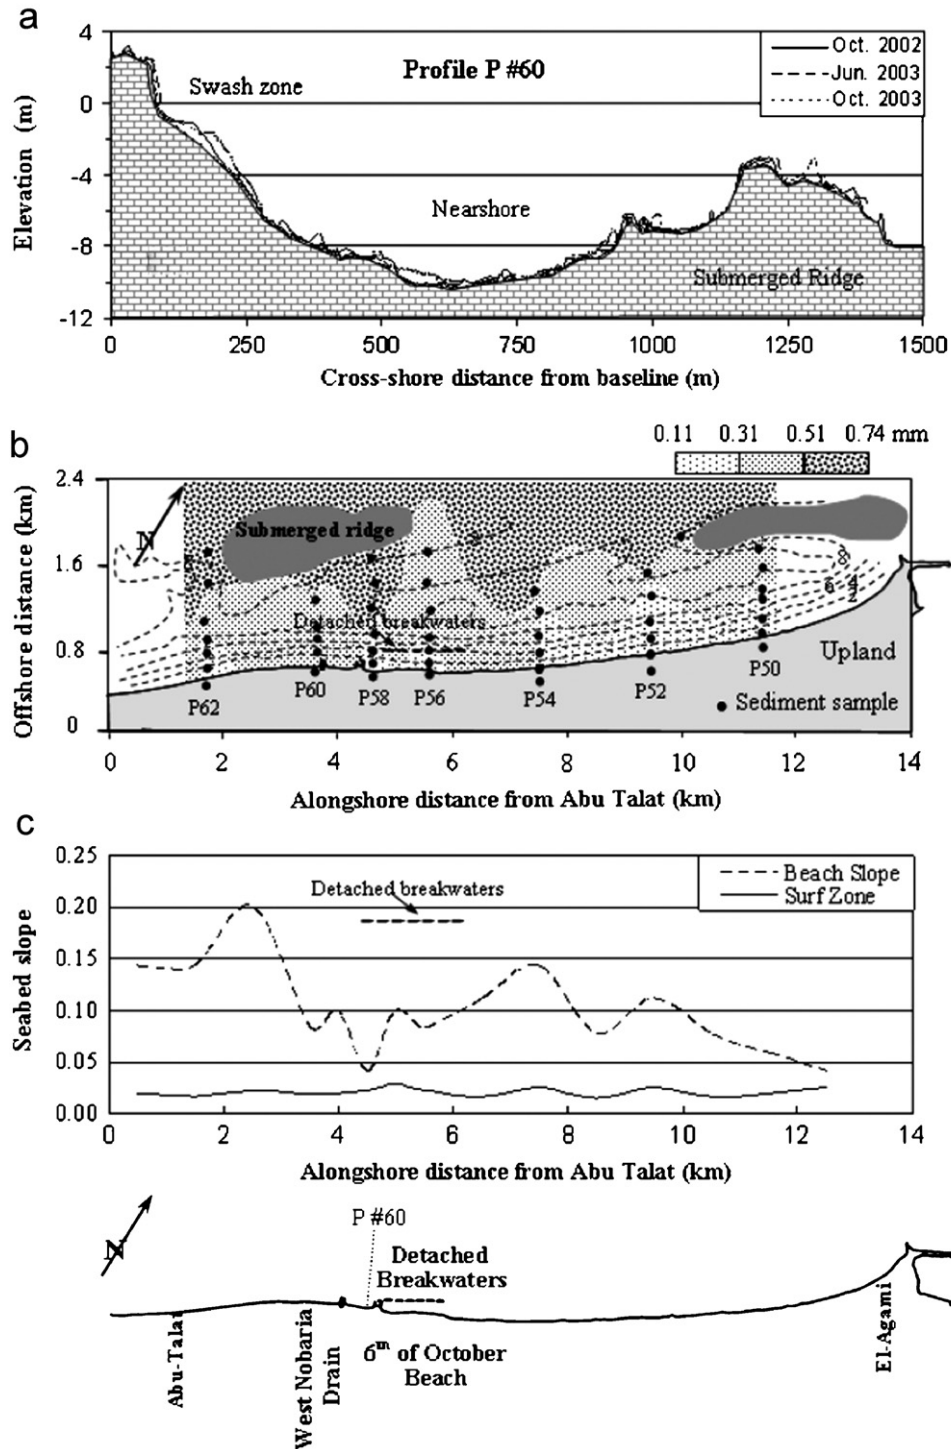 a
4
0
-4
-8
-12
Elevation (m)
Profile P #60
Swash zone
Nearshore
Submerged Ridge
Oct. 2002
Jun. 2003
Oct. 2003
0 250 500 750 1000 1250 1500
Cross-shore distance from baseline (m)
b
0.11 0.31 0.51 0.74 mm
2.4
1.6
0.8
0
Offshore distance (km)
N
Submerged ridge
Detached breakwaters
8
6
4
2
Upland
P62
P60
P58
P56
P54
P52
P50
Sediment sample
0 2 4 6 8 10 12 14
Alongshore distance from Abu Talat (km)
c
0.25
0.20
0.15
0.10
0.05
0.00
Seabed slope
Detached breakwaters
Beach Slope
Surf Zone
0 2 4 6 8 10 12 14
Alongshore distance from Abu Talat (km)
N
P #60
Detached
Breakwaters
Abu-Talat
West Nobaria
Drain
6th of October
Beach
El-Agami